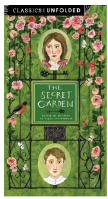 CLASSICS UNFOLDED
THE
SECRET
GARDEN